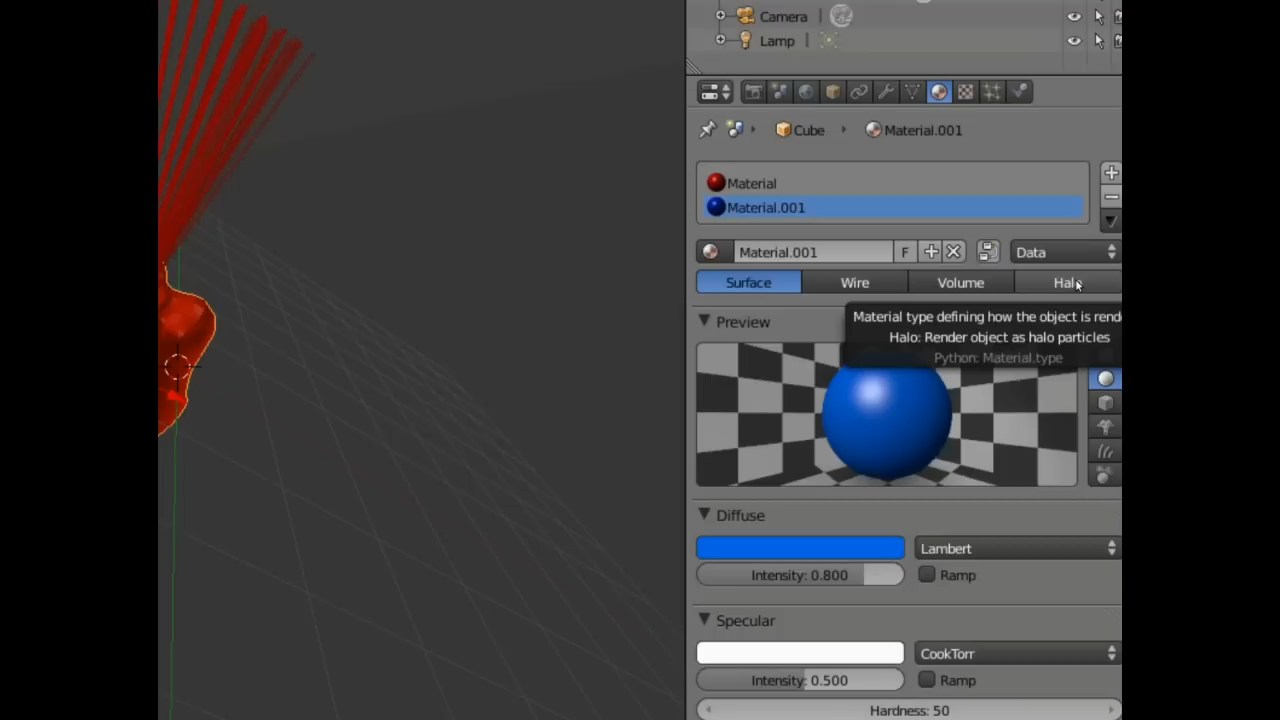 Camera
Lamp
Cube
Material.001
Material
Material.001
Material.001
F
Data
Surface
Wire
Volume
Halo
Preview
Material type defining how the object is rend
Halo: Render object as halo particles
Python: Material.type
Diffuse
Lambert
Intensity: 0.800
Ramp
Specular
CookTorr
Intensity: 0.500
Ramp
Hardness: 50